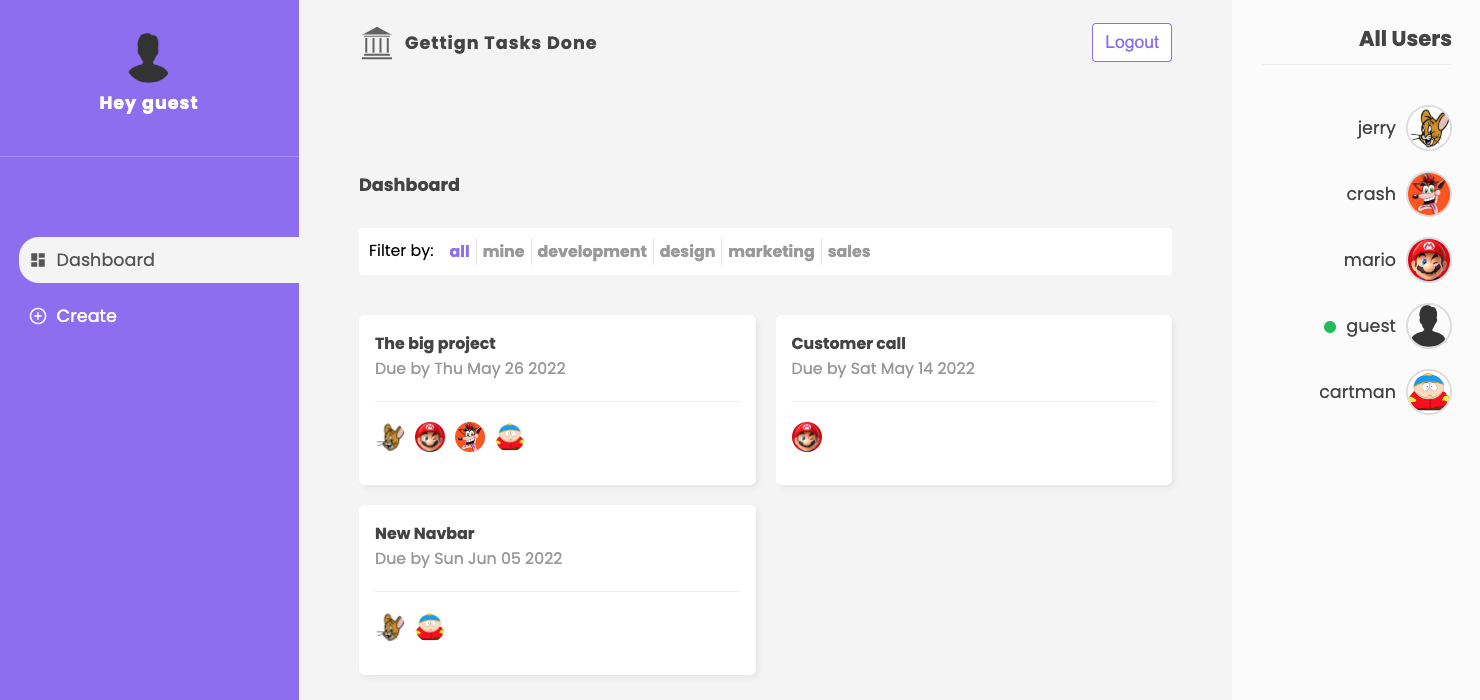 Hey guest
Dashboard
Create
Gettign Tasks Done
Logout
Dashboard
Filter by: all mine development design marketing sales
The big project
Due by Thu May 26 2022
Customer call
Due by Sat May 14 2022
New Navbar
Due by Sun Jun 05 2022
All Users
jerry
crash
mario
guest
cartman